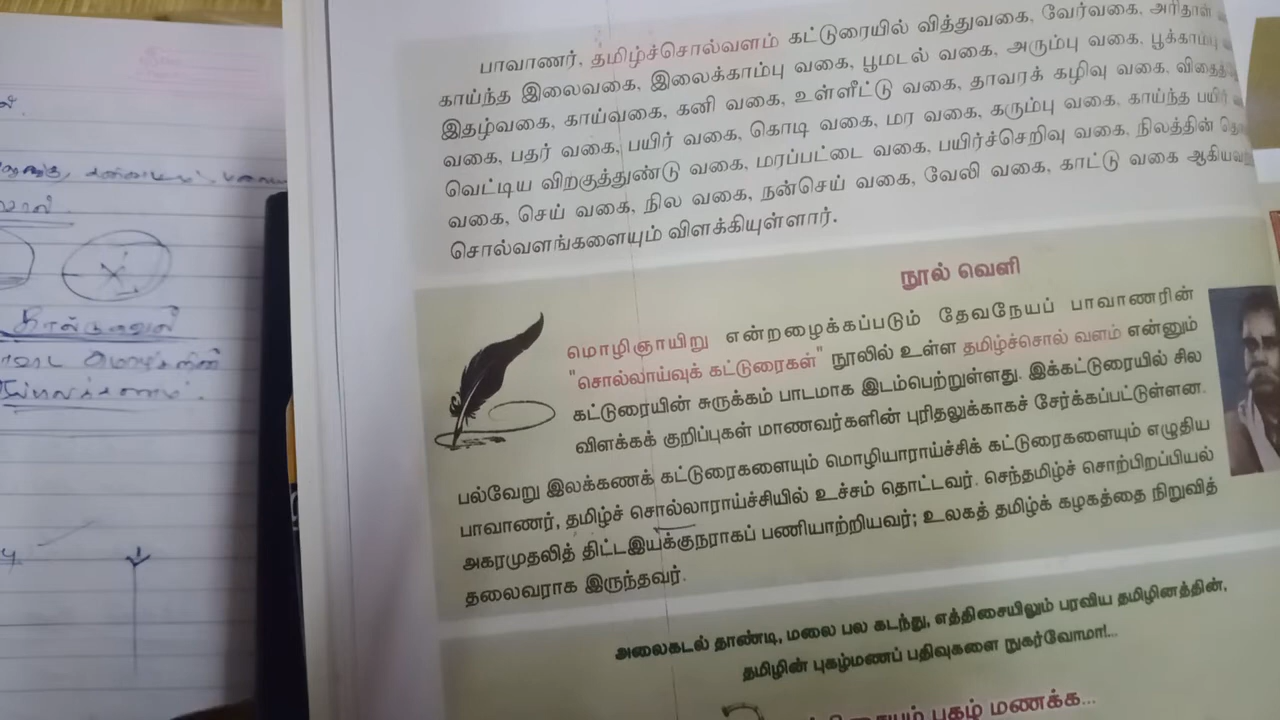 பாவாணர், தமிழ்ச்சொல்வளம் கட்டுரையில் வித்துவகை, வேர்வகை, அரிதாள்
காய்ந்த இலைவகை, இலைக்காம்பு வகை, பூமடல் வகை, அரும்பு வகை, பூக்காம்பு
இதழ்வகை, காய்வகை, கனி வகை, உள்ளீட்டு வகை, தாவரக் கழிவு வகை,
வகை, பதர் வகை, பயிர் வகை, கொடி வகை, மர வகை, கரும்பு வகை, காய்ந்த பயிர்
வெட்டிய விறகுத்துண்டு வகை, மரப்பட்டை வகை, பயிர்ச்செறிவு வகை, நிலத்தின்
வகை, செய் வகை, நில வகை, நன்செய் வகை, வேலி வகை, காட்டு வகை
சொல்வளங்களையும் விளக்கியுள்ளார்.
நூல் வெளி
மொழிஞாயிறு என்றழைக்கப்படும் தேவநேயப் பாவாணரின்
"சொல்லாய்வுக் கட்டுரைகள்" நூலில் உள்ள தமிழ்ச்சொல் வளம் என்னும்
கட்டுரையின் சுருக்கம் பாடமாக இடம்பெற்றுள்ளது. இக்கட்டுரையில் சில
விளக்கக் குறிப்புகள் மாணவர்களின் புரிதலுக்காகச் சேர்க்கப்பட்டுள்ளன.
பல்வேறு இலக்கணக் கட்டுரைகளையும் மொழியாராய்ச்சிக் கட்டுரைகளையும் எழுதிய
பாவாணர், தமிழ்ச் சொல்லாராய்ச்சியில் உச்சம் தொட்டவர். செந்தமிழ்ச் சொற்பிறப்பியல்
அகரமுதலித் திட்டஇயக்குநராகப் பணியாற்றியவர்; உலகத் தமிழ்க் கழகத்தை நிறுவித்
தலைவராக இருந்தவர்.
அலைகடல் தாண்டி, மலை பல கடந்து, எத்திசையிலும் பரவிய தமிழினத்தின்,
தமிழின் புகழ்மணப் பதிவுகளை நுகர்வோமா!...
புகழ் மணக்க...